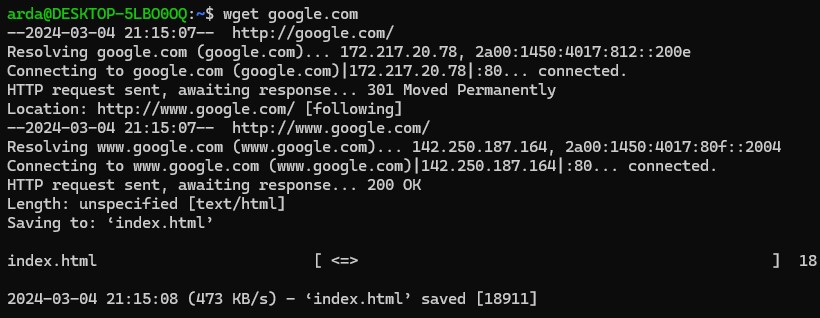 arda@DESKTOP-5LBO0OQ:~$ wget google.com
--2024-03-04 21:15:07--  http://google.com/
Resolving google.com (google.com)... 172.217.20.78, 2a00:1450:4017:812::200e
Connecting to google.com (google.com)|172.217.20.78|:80... connected.
HTTP request sent, awaiting response... 301 Moved Permanently
Location: http://www.google.com/ [following]
--2024-03-04 21:15:07--  http://www.google.com/
Resolving www.google.com (www.google.com)... 142.250.187.164, 2a00:1450:4017:80f::2004
Connecting to www.google.com (www.google.com)|142.250.187.164|:80... connected.
HTTP request sent, awaiting response... 200 OK
Length: unspecified [text/html]
Saving to: ‘index.html’
index.html                        [ <=>                                              ]  18
2024-03-04 21:15:08 (473 KB/s) - ‘index.html’ saved [18911]